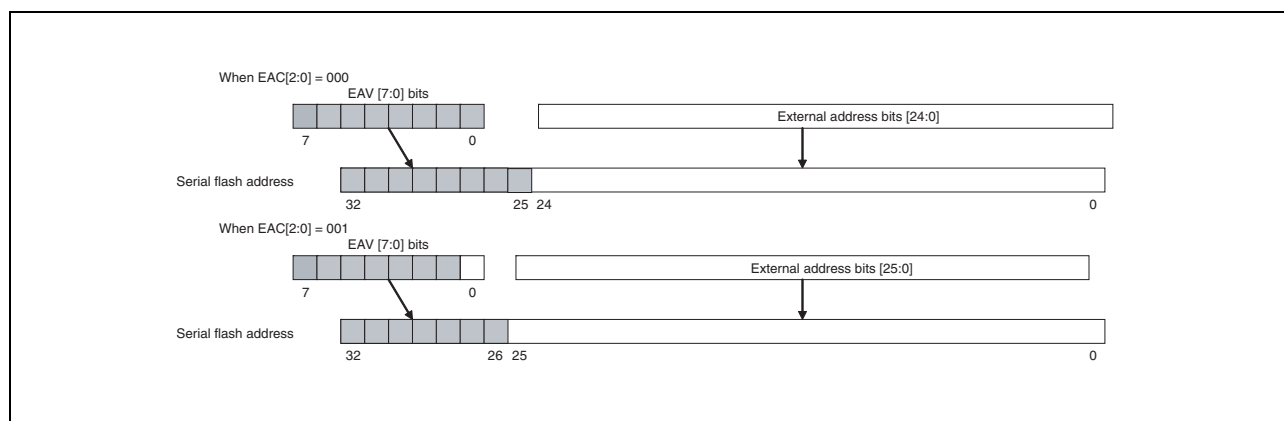 When EAC[2:0] = 000
EAV [7:0] bits
External address bits [24:0]
7 0
Serial flash address
32 25 24 0
When EAC[2:0] = 001
EAV [7:0] bits
External address bits [25:0]
7 0
Serial flash address
32 26 25 0